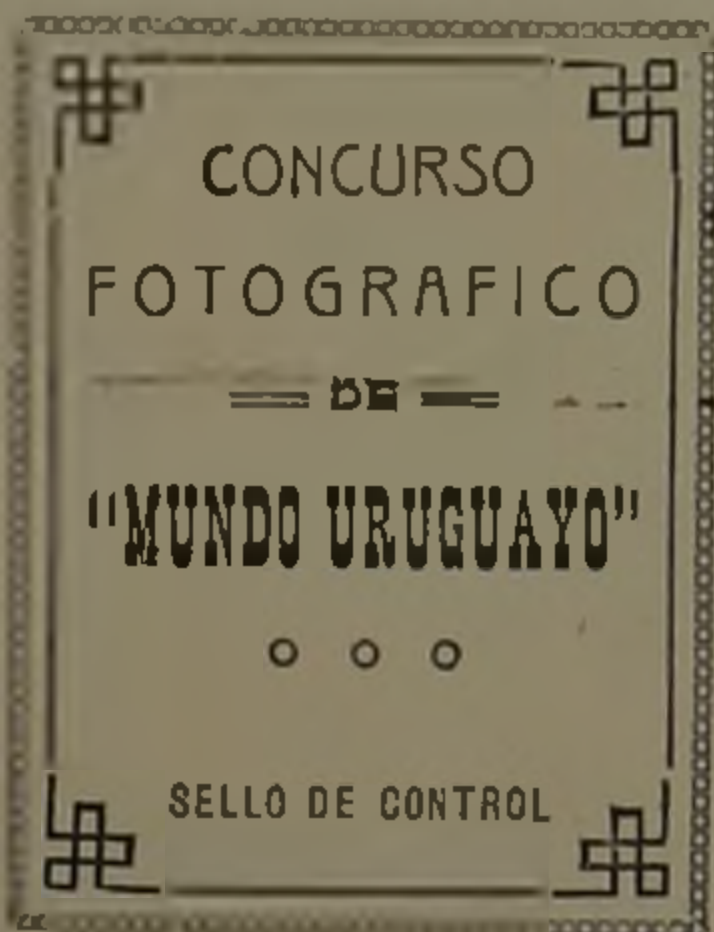 CONCURSO
FOTOGRAFICO
DE
"MUNDO URUGUAYO"
SELLO DE CONTROL